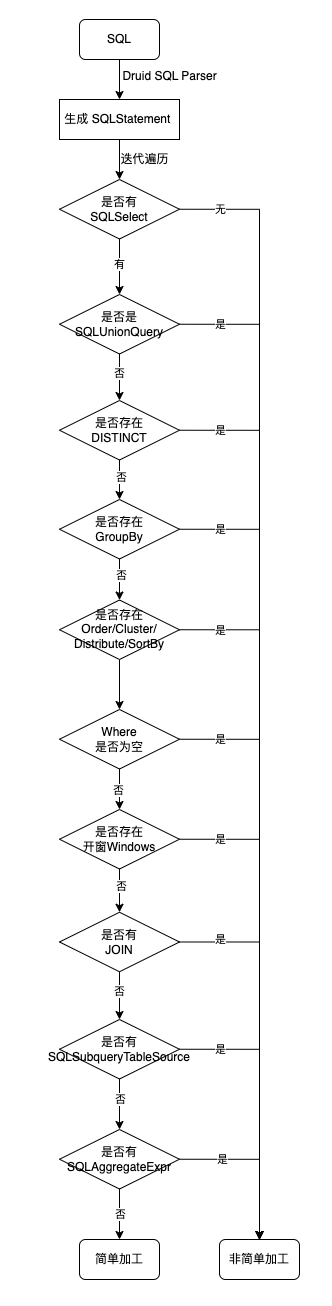 SQL
Druid SQL Parser
生成 SQLStatement
迭代遍历
是否有
SQLSelect
无
有
是否是
SQLUnionQuery
是
否
是否存在
DISTINCT
是
否
是否存在
GroupBy
是
否
是否存在
Order/Cluster/
Distribute/SortBy
是
Where
是否为空
是
否
是否存在
开窗Windows
是
否
是否有
JOIN
是
否
是否有
SQLSubqueryTableSource
是
否
是否有
SQLAggregateExpr
是
否
简单加工
非简单加工